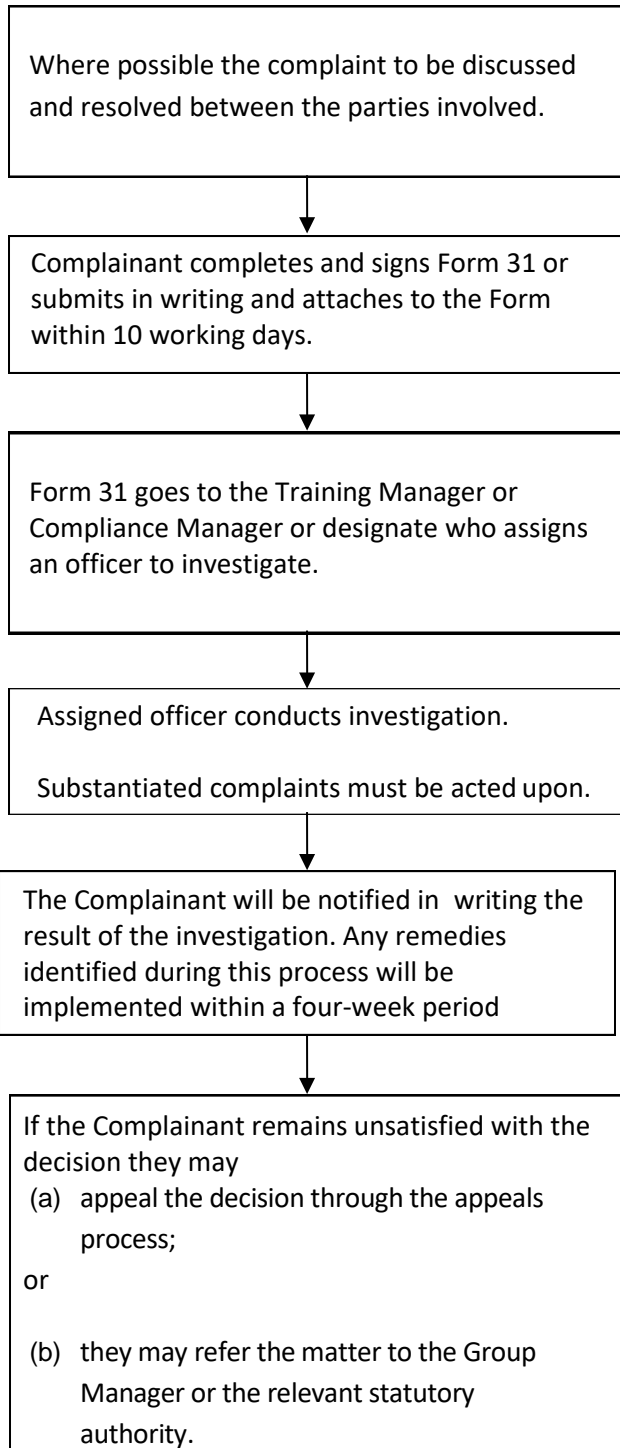 Where possible the complaint to be discussed
and resolved between the parties involved.
Complainant completes and signs Form 31 or
submits in writing and attaches to the Form
within 10 working days.
Form 31 goes to the Training Manager or
Compliance Manager or designate who assigns
an officer to investigate.
Assigned officer conducts investigation.
Substantiated complaints must be acted upon.
The Complainant will be notified in writing the
result of the investigation. Any remedies
identified during this process will be
implemented within a four-week period
If the Complainant remains unsatisfied with the
decision they may
(a) appeal the decision through the appeals
process;
or
(b) they may refer the matter to the Group
Manager or the relevant statutory
authority.